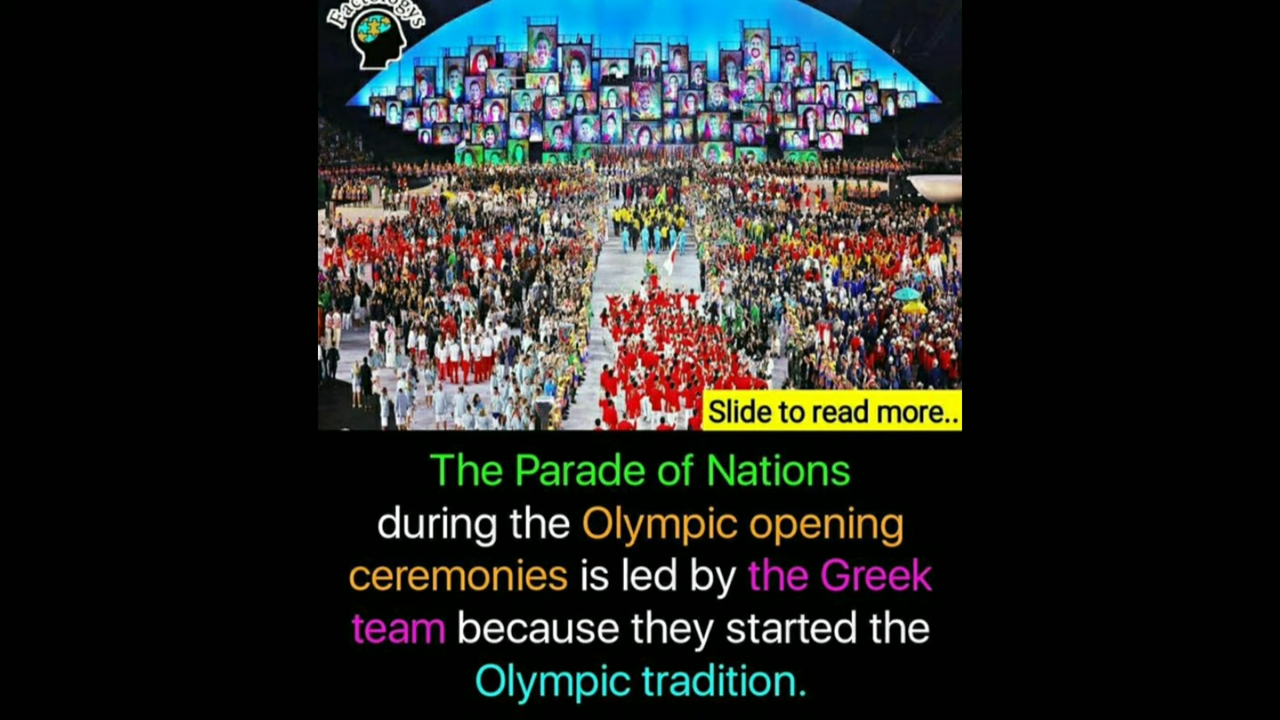 Factologys
Slide to read more..
The Parade of Nations
during the Olympic opening
ceremonies is led by the Greek
team because they started the
Olympic tradition.